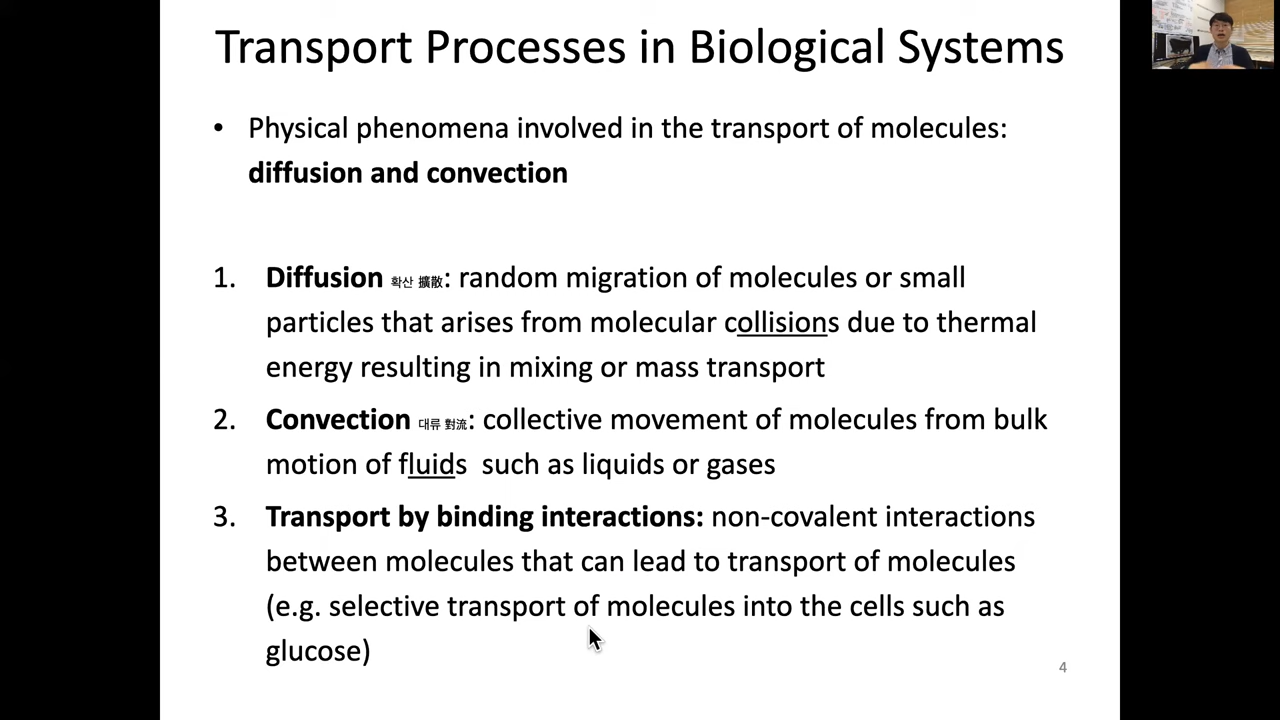 Transport Processes in Biological Systems
• Physical phenomena involved in the transport of molecules:
diffusion and convection
1. Diffusion 확산 擴散: random migration of molecules or small
particles that arises from molecular collisions due to thermal
energy resulting in mixing or mass transport
2. Convection 대류 對流: collective movement of molecules from bulk
motion of fluids such as liquids or gases
3. Transport by binding interactions: non-covalent interactions
between molecules that can lead to transport of molecules
(e.g. selective transport of molecules into the cells such as
glucose)
4